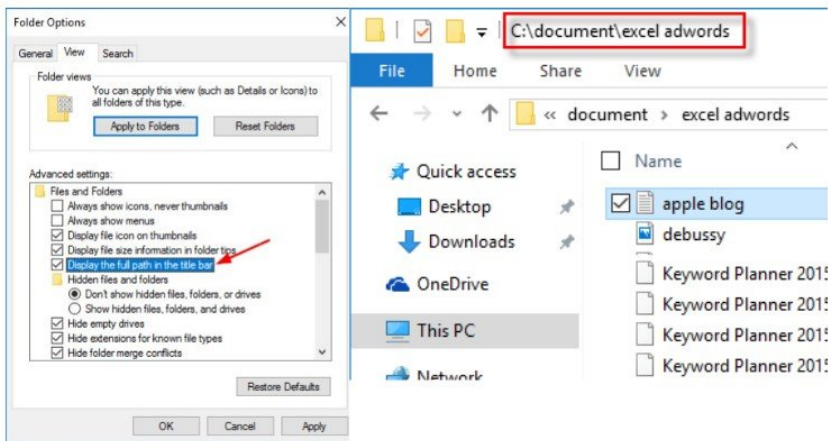 Folder Options
General View Search
Folder views
You can apply this view (such as Details or Icons) to
all folders of this type.
Apply to Folders Reset Folders
Advanced settings:
Files and Folders
Always show icons, never thumbnails
Always show menus
Display file icon on thumbnails
Display file size information in folder tips
Display the full path in the title bar
Hidden files and folders
Don't show hidden files, folders, or drives
Show hidden files, folders, and drives
Hide empty drives
Hide extensions for known file types
Hide folder merge conflicts
Restore Defaults
OK Cancel Apply
C:\document\excel adwords
File Home Share View
« document > excel adwords
Quick access
Desktop
Downloads
OneDrive
This PC
Network
Name
apple blog
debussy
Keyword Planner 2015
Keyword Planner 2015
Keyword Planner 2015
Keyword Planner 2015